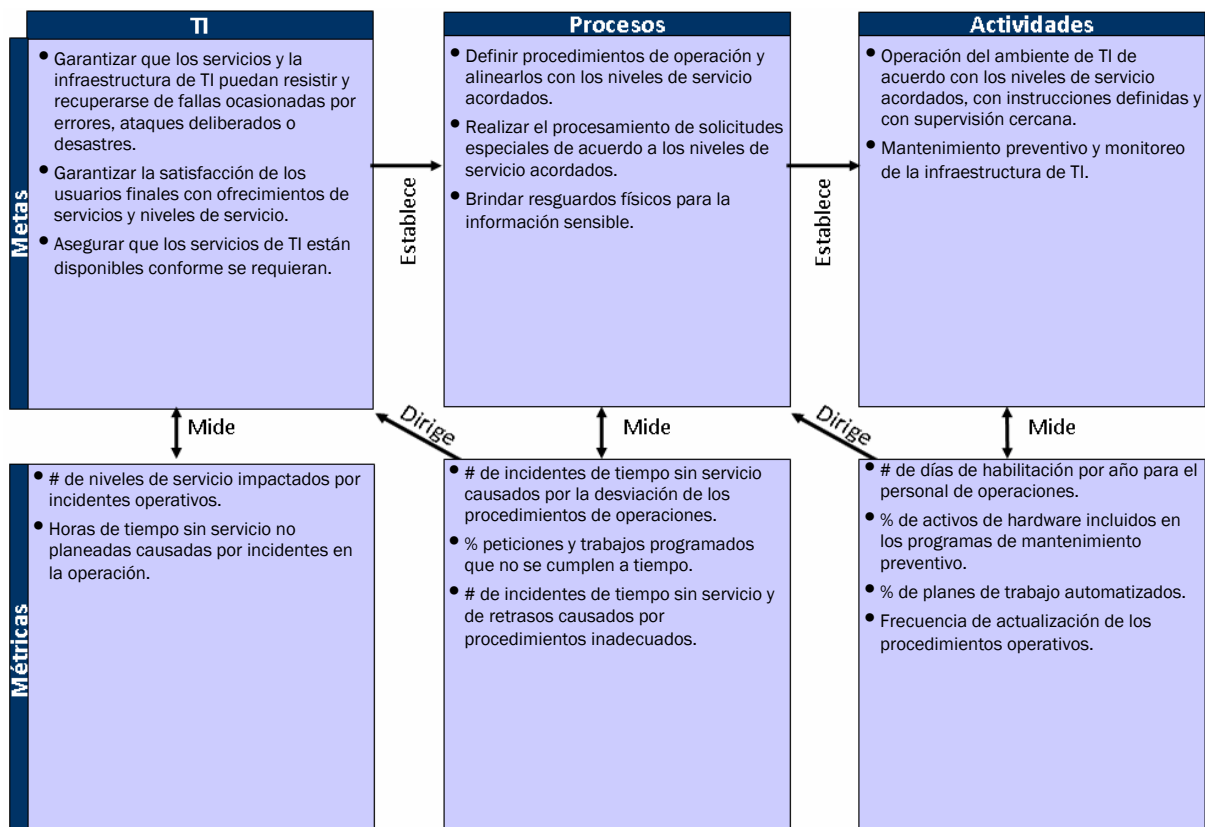 TI
Procesos
Actividades
Metas
• Garantizar que los servicios y la
infraestructura de TI puedan resistir y
recuperarse de fallas ocasionadas por
errores, ataques deliberados o
desastres.
• Garantizar la satisfacción de los
usuarios finales con ofrecimientos de
servicios y niveles de servicio.
• Asegurar que los servicios de TI están
disponibles conforme se requieran.
Establece
• Definir procedimientos de operación y
alinearlos con los niveles de servicio
acordados.
• Realizar el procesamiento de solicitudes
especiales de acuerdo a los niveles de
servicio acordados.
• Brindar resguardos físicos para la
información sensible.
Establece
• Operación del ambiente de TI de
acuerdo con los niveles de servicio
acordados, con instrucciones definidas y
con supervisión cercana.
• Mantenimiento preventivo y monitoreo
de la infraestructura de TI.
Mide
Dirige
Mide
Dirige
Mide
Métricas
• # de niveles de servicio impactados por
incidentes operativos.
• Horas de tiempo sin servicio no
planeadas causadas por incidentes en
la operación.
• # de incidentes de tiempo sin servicio
causados por la desviación de los
procedimientos de operaciones.
• % peticiones y trabajos programados
que no se cumplen a tiempo.
• # de incidentes de tiempo sin servicio y
de retrasos causados por
procedimientos inadecuados.
• # de días de habilitación por año para el
personal de operaciones.
• % de activos de hardware incluidos en
los programas de mantenimiento
preventivo.
• % de planes de trabajo automatizados.
• Frecuencia de actualización de los
procedimientos operativos.